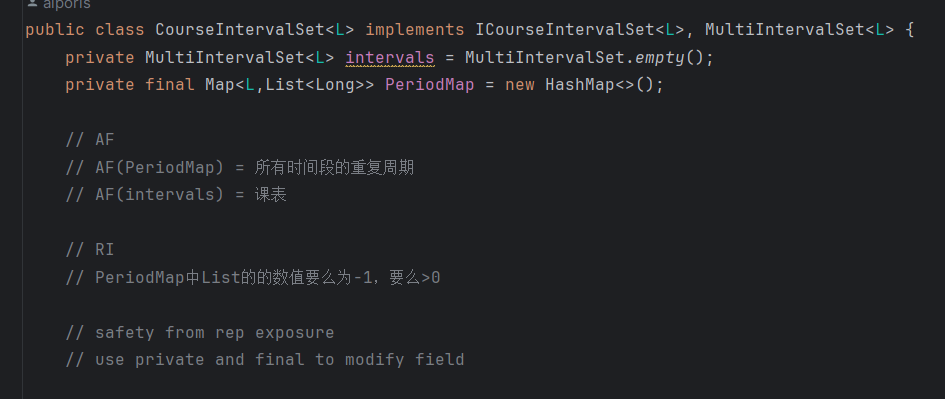 alporis
public class CourseIntervalSet<L> implements ICourseIntervalSet<L>, MultiIntervalSet<L> {
private MultiIntervalSet<L> intervals = MultiIntervalSet.empty();
private final Map<L,List<Long>> PeriodMap = new HashMap<>();
// AF
// AF(PeriodMap) = 所有时间段的重复周期
// AF(intervals) = 课表
// RI
// PeriodMap中List的的数值要么为-1，要么>0
// safety from rep exposure
// use private and final to modify field